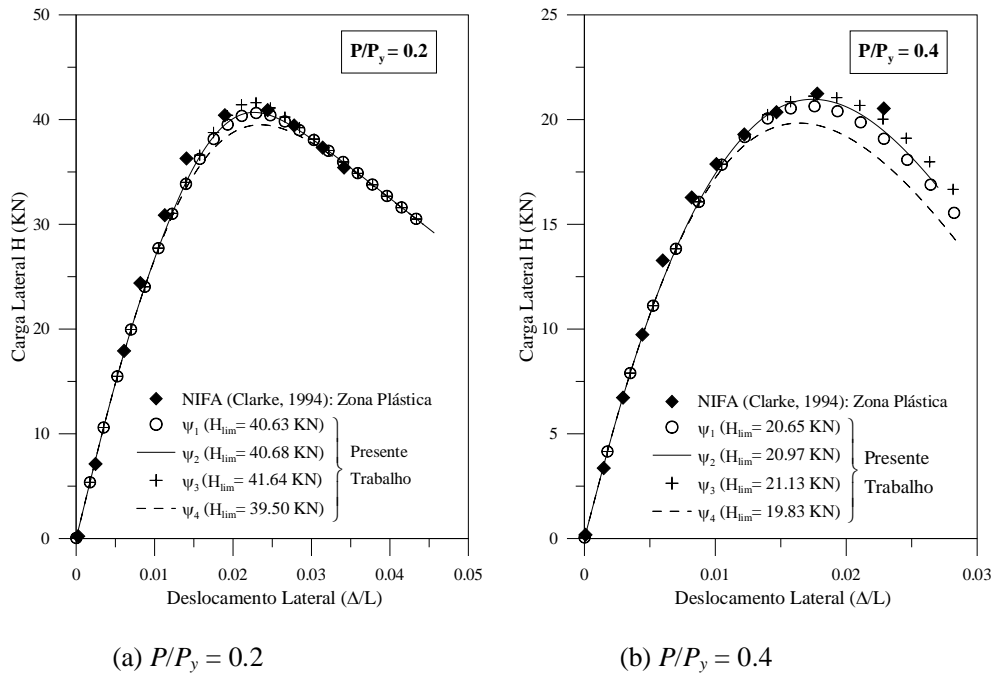 P/Py = 0.2
50
40
30
20
10
0
Carga Lateral H (KN)
NIFA (Clarke, 1994): Zona Plástica
ψ1 (Hlim= 40.63 KN)
ψ2 (Hlim= 40.68 KN)
ψ3 (Hlim= 41.64 KN)
ψ4 (Hlim= 39.50 KN)
Presente
Trabalho
0 0.01 0.02 0.03 0.04 0.05
Deslocamento Lateral (Δ/L)
(a) P/Py = 0.2
P/Py = 0.4
25
20
15
10
5
0
Carga Lateral H (KN)
NIFA (Clarke, 1994): Zona Plástica
ψ1 (Hlim= 20.65 KN)
ψ2 (Hlim= 20.97 KN)
ψ3 (Hlim= 21.13 KN)
ψ4 (Hlim= 19.83 KN)
Presente
Trabalho
0 0.01 0.02 0.03
Deslocamento Lateral (Δ/L)
(b) P/Py = 0.4